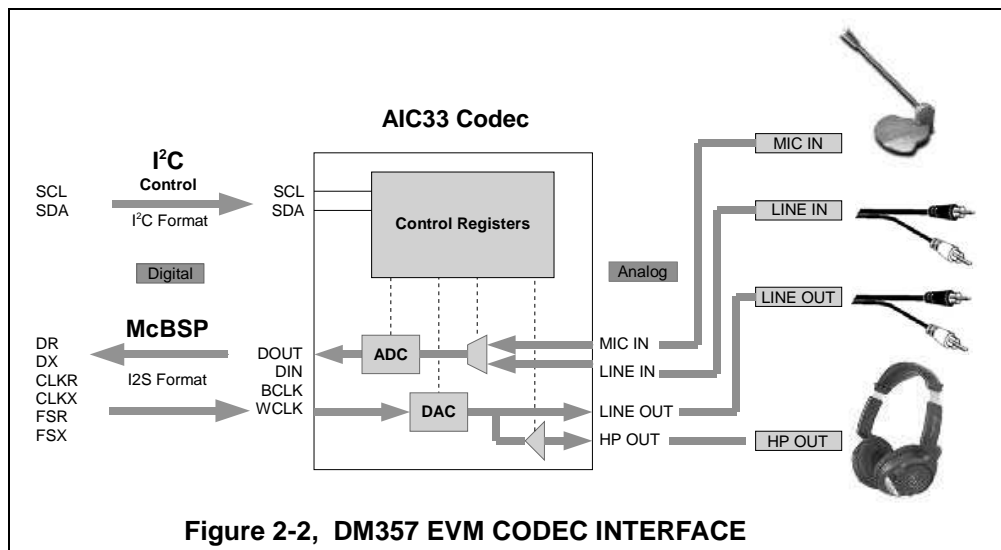 AIC33 Codec
I²C
Control
SCL
SDA
I²C Format
SCL
SDA
Control Registers
Digital
Analog
MIC IN
LINE IN
LINE OUT
HP OUT
McBSP
I2S Format
DR
DX
CLKR
CLKX
FSR
FSX
DOUT
DIN
BCLK
WCLK
ADC
DAC
MIC IN
LINE IN
LINE OUT
HP OUT
Figure 2-2, DM357 EVM CODEC INTERFACE